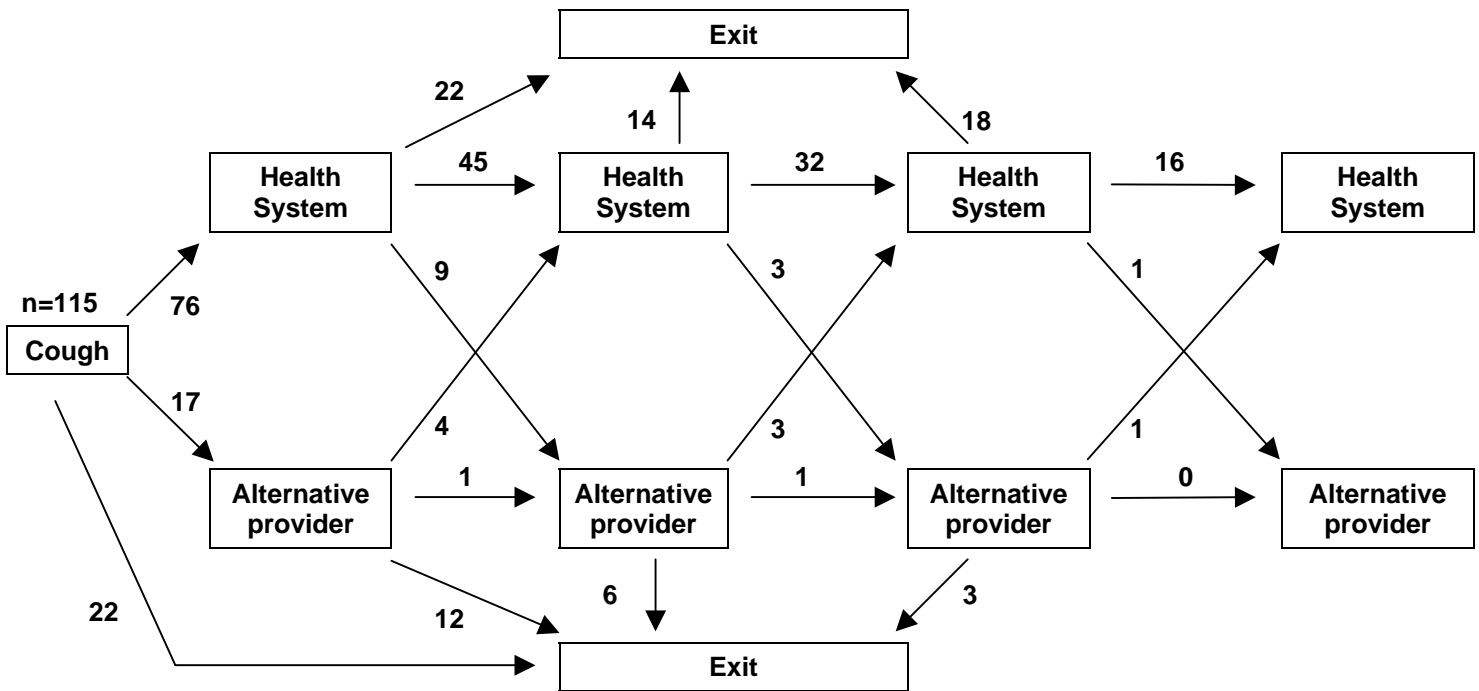 Exit
22
14
18
Health
System
45
Health
System
32
Health
System
16
Health
System
9
3
1
n=115
76
Cough
17
4
3
1
Alternative
provider
1
Alternative
provider
1
Alternative
provider
0
Alternative
provider
22
12
6
3
Exit